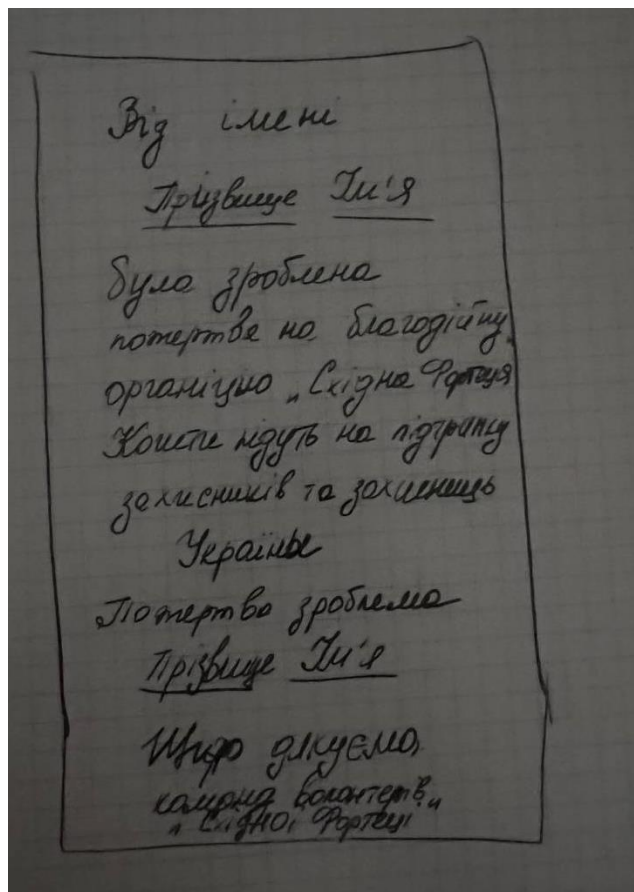 Від імені
Прізвище Ім'я
була зроблена
пожертва на благодійну
органіцію „Східна Фортеця"
Кошти йдуть на підтримку
захисників та захисниць
України
Пожертва зроблена
Прізвище Ім'я
Щиро дякуємо,
команда волонтерів
„Східної Фортеці"